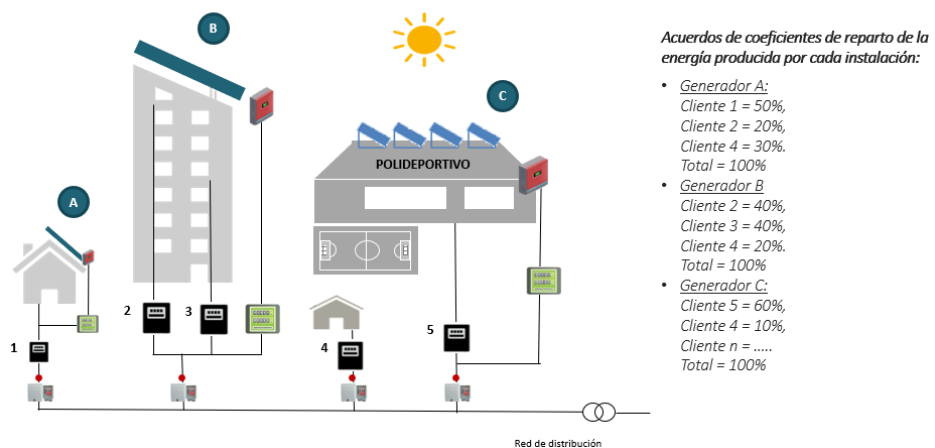 B
C
POLIDEPORTIVO
A
2
3
5
1
4
Red de distribución
Acuerdos de coeficientes de reparto de la
energía producida por cada instalación:
• Generador A:
Cliente 1 = 50%,
Cliente 2 = 20%,
Cliente 4 = 30%.
Total = 100%
• Generador B
Cliente 2 = 40%,
Cliente 3 = 40%,
Cliente 4 = 20%.
Total = 100%
• Generador C:
Cliente 5 = 60%,
Cliente 4 = 10%,
Cliente n = .....
Total = 100%